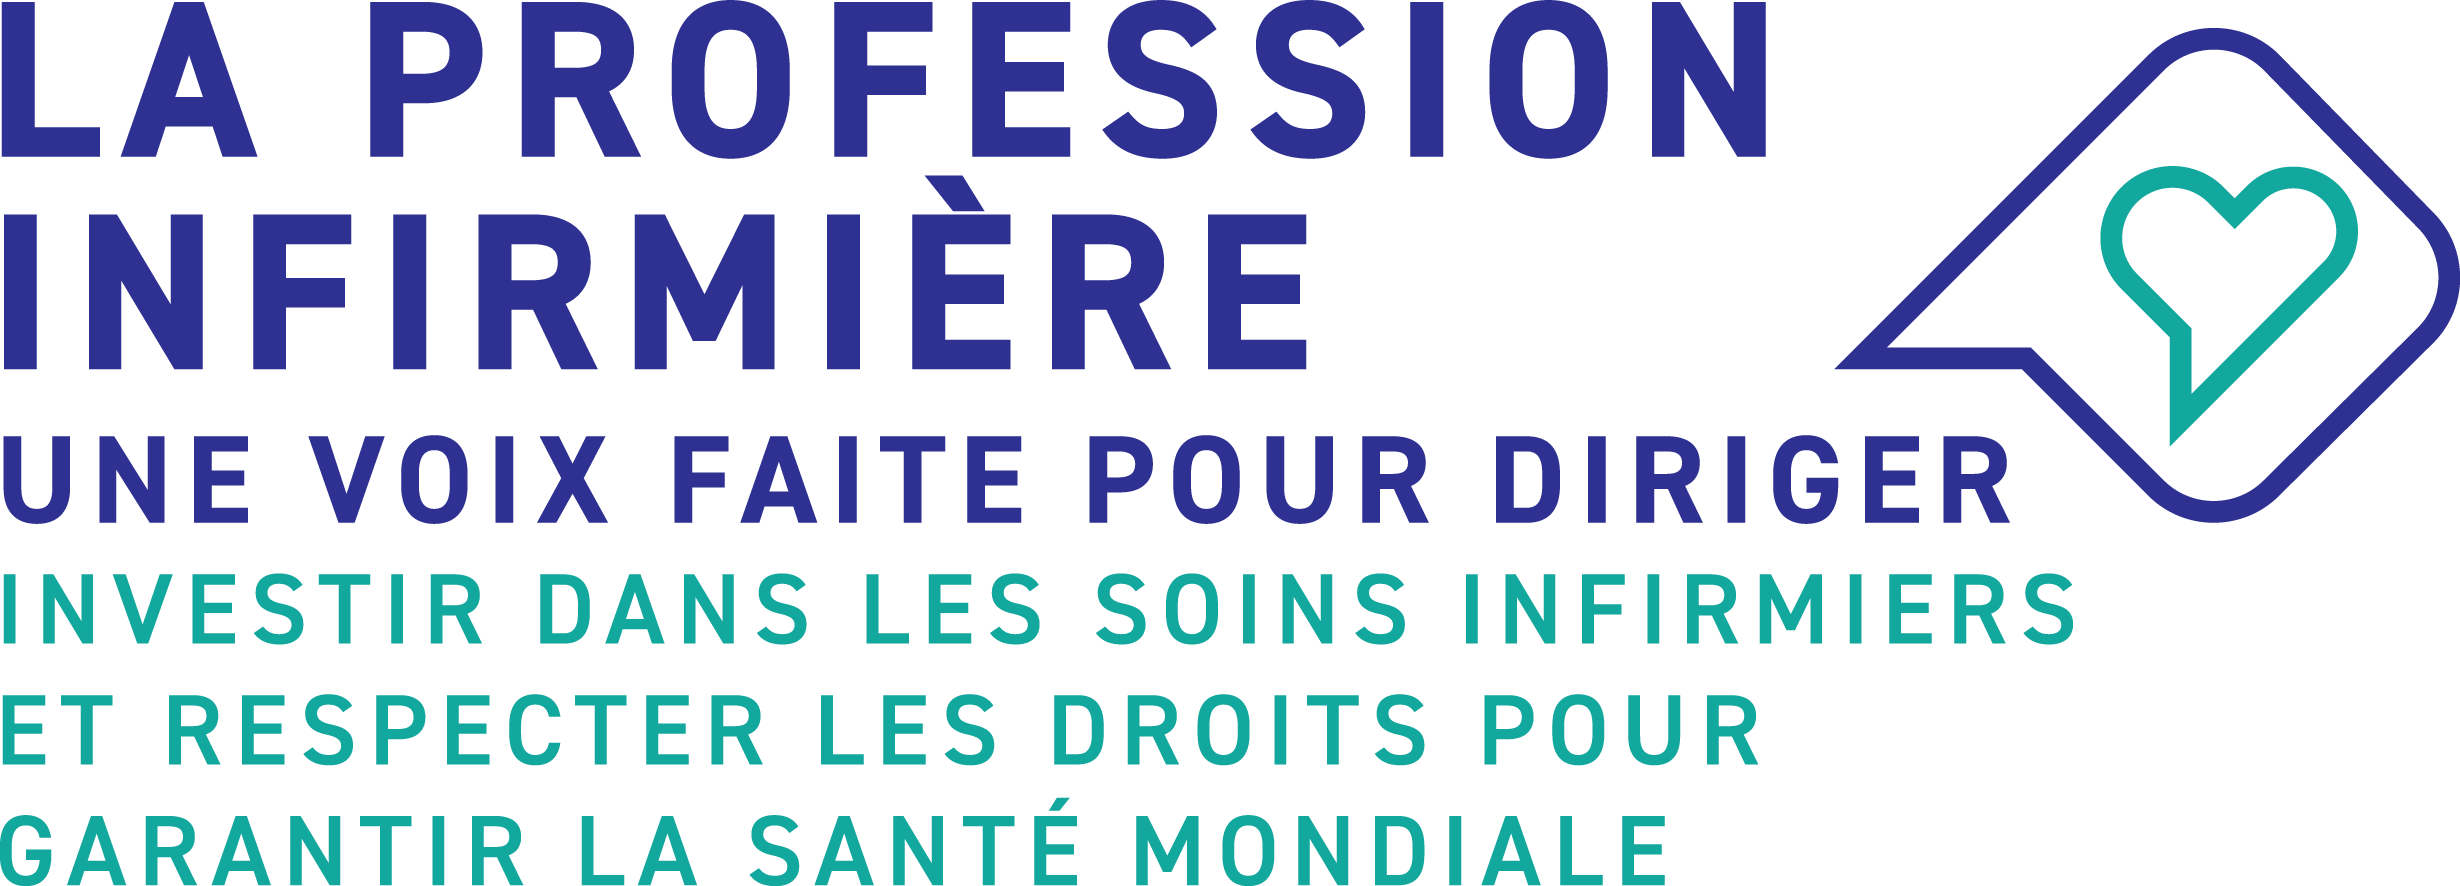 LA PROFESSION
INFIRMIÈRE
UNE VOIX FAITE POUR DIRIGER
INVESTIR DANS LES SOINS INFIRMIERS
ET RESPECTER LES DROITS POUR
GARANTIR LA SANTÉ MONDIALE